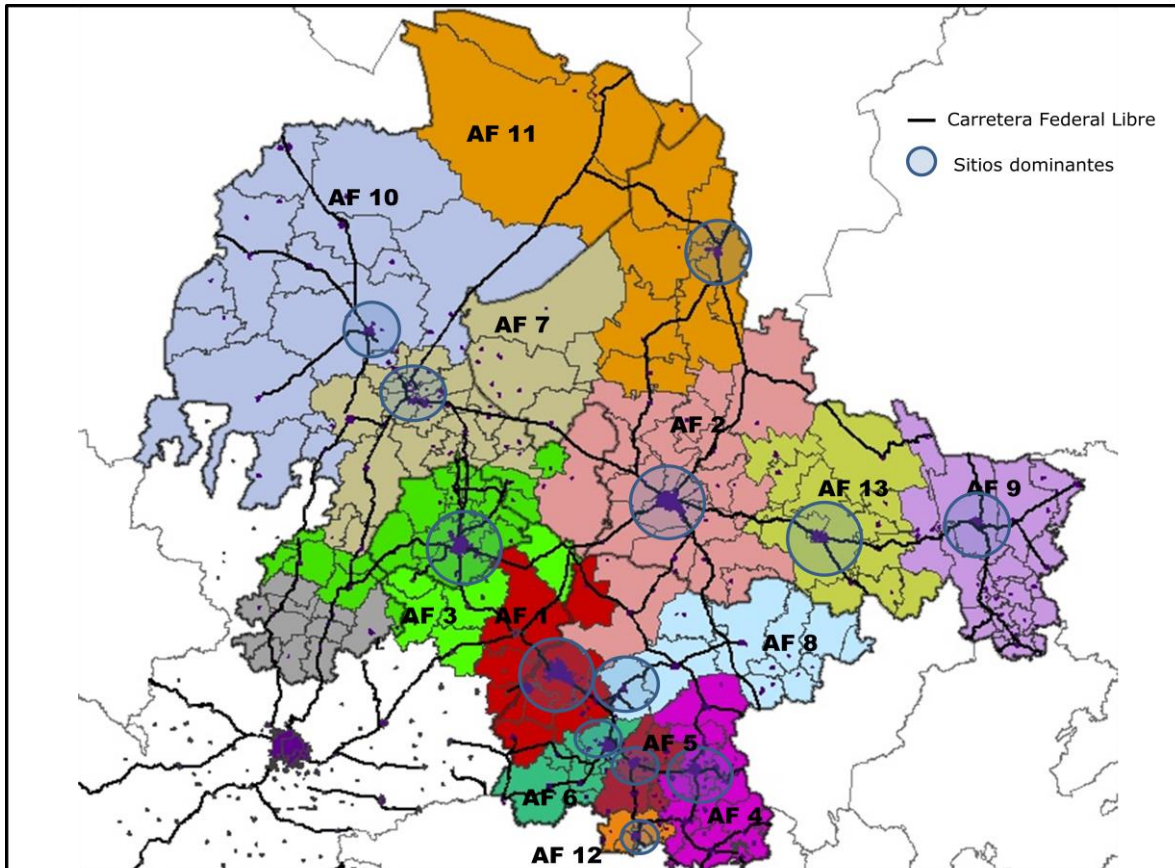 AF 11
Carretera Federal Libre
Sitios dominantes
AF 10
AF 7
AF 2
AF 13
AF 9
AF 3
AF 1
AF 8
AF 5
AF 6
AF 4
AF 12